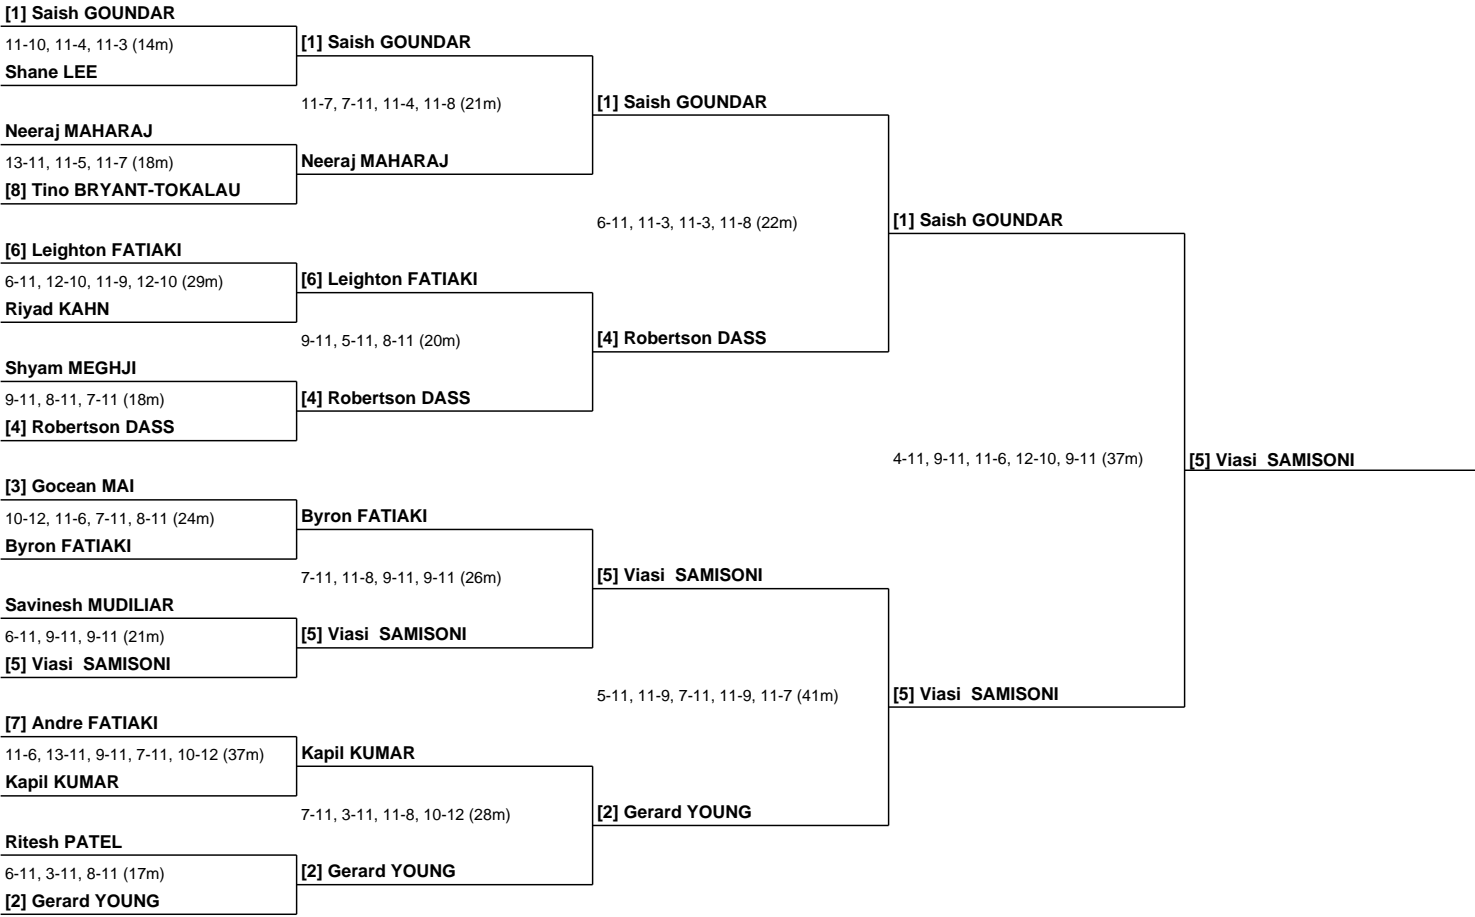 [1] Saish GOUNDAR
11-10, 11-4, 11-3 (14m)
Shane LEE
Neeraj MAHARAJ
13-11, 11-5, 11-7 (18m)
[8] Tino BRYANT-TOKALAU
[6] Leighton FATIAKI
6-11, 12-10, 11-9, 12-10 (29m)
Riyad KAHN
Shyam MEGHJI
9-11, 8-11, 7-11 (18m)
[4] Robertson DASS
[3] Gocean MAI
10-12, 11-6, 7-11, 8-11 (24m)
Byron FATIAKI
Savinesh MUDILIAR
6-11, 9-11, 9-11 (21m)
[5] Viasi  SAMISONI
[7] Andre FATIAKI
11-6, 13-11, 9-11, 7-11, 10-12 (37m)
Kapil KUMAR
Ritesh PATEL
6-11, 3-11, 8-11 (17m)
[2] Gerard YOUNG
[1] Saish GOUNDAR
11-7, 7-11, 11-4, 11-8 (21m)
Neeraj MAHARAJ
[6] Leighton FATIAKI
9-11, 5-11, 8-11 (20m)
[4] Robertson DASS
Byron FATIAKI
7-11, 11-8, 9-11, 9-11 (26m)
[5] Viasi  SAMISONI
Kapil KUMAR
7-11, 3-11, 11-8, 10-12 (28m)
[2] Gerard YOUNG
[1] Saish GOUNDAR
6-11, 11-3, 11-3, 11-8 (22m)
[4] Robertson DASS
[5] Viasi  SAMISONI
5-11, 11-9, 7-11, 11-9, 11-7 (41m)
[2] Gerard YOUNG
[1] Saish GOUNDAR
4-11, 9-11, 11-6, 12-10, 9-11 (37m)
[5] Viasi  SAMISONI
[5] Viasi  SAMISONI